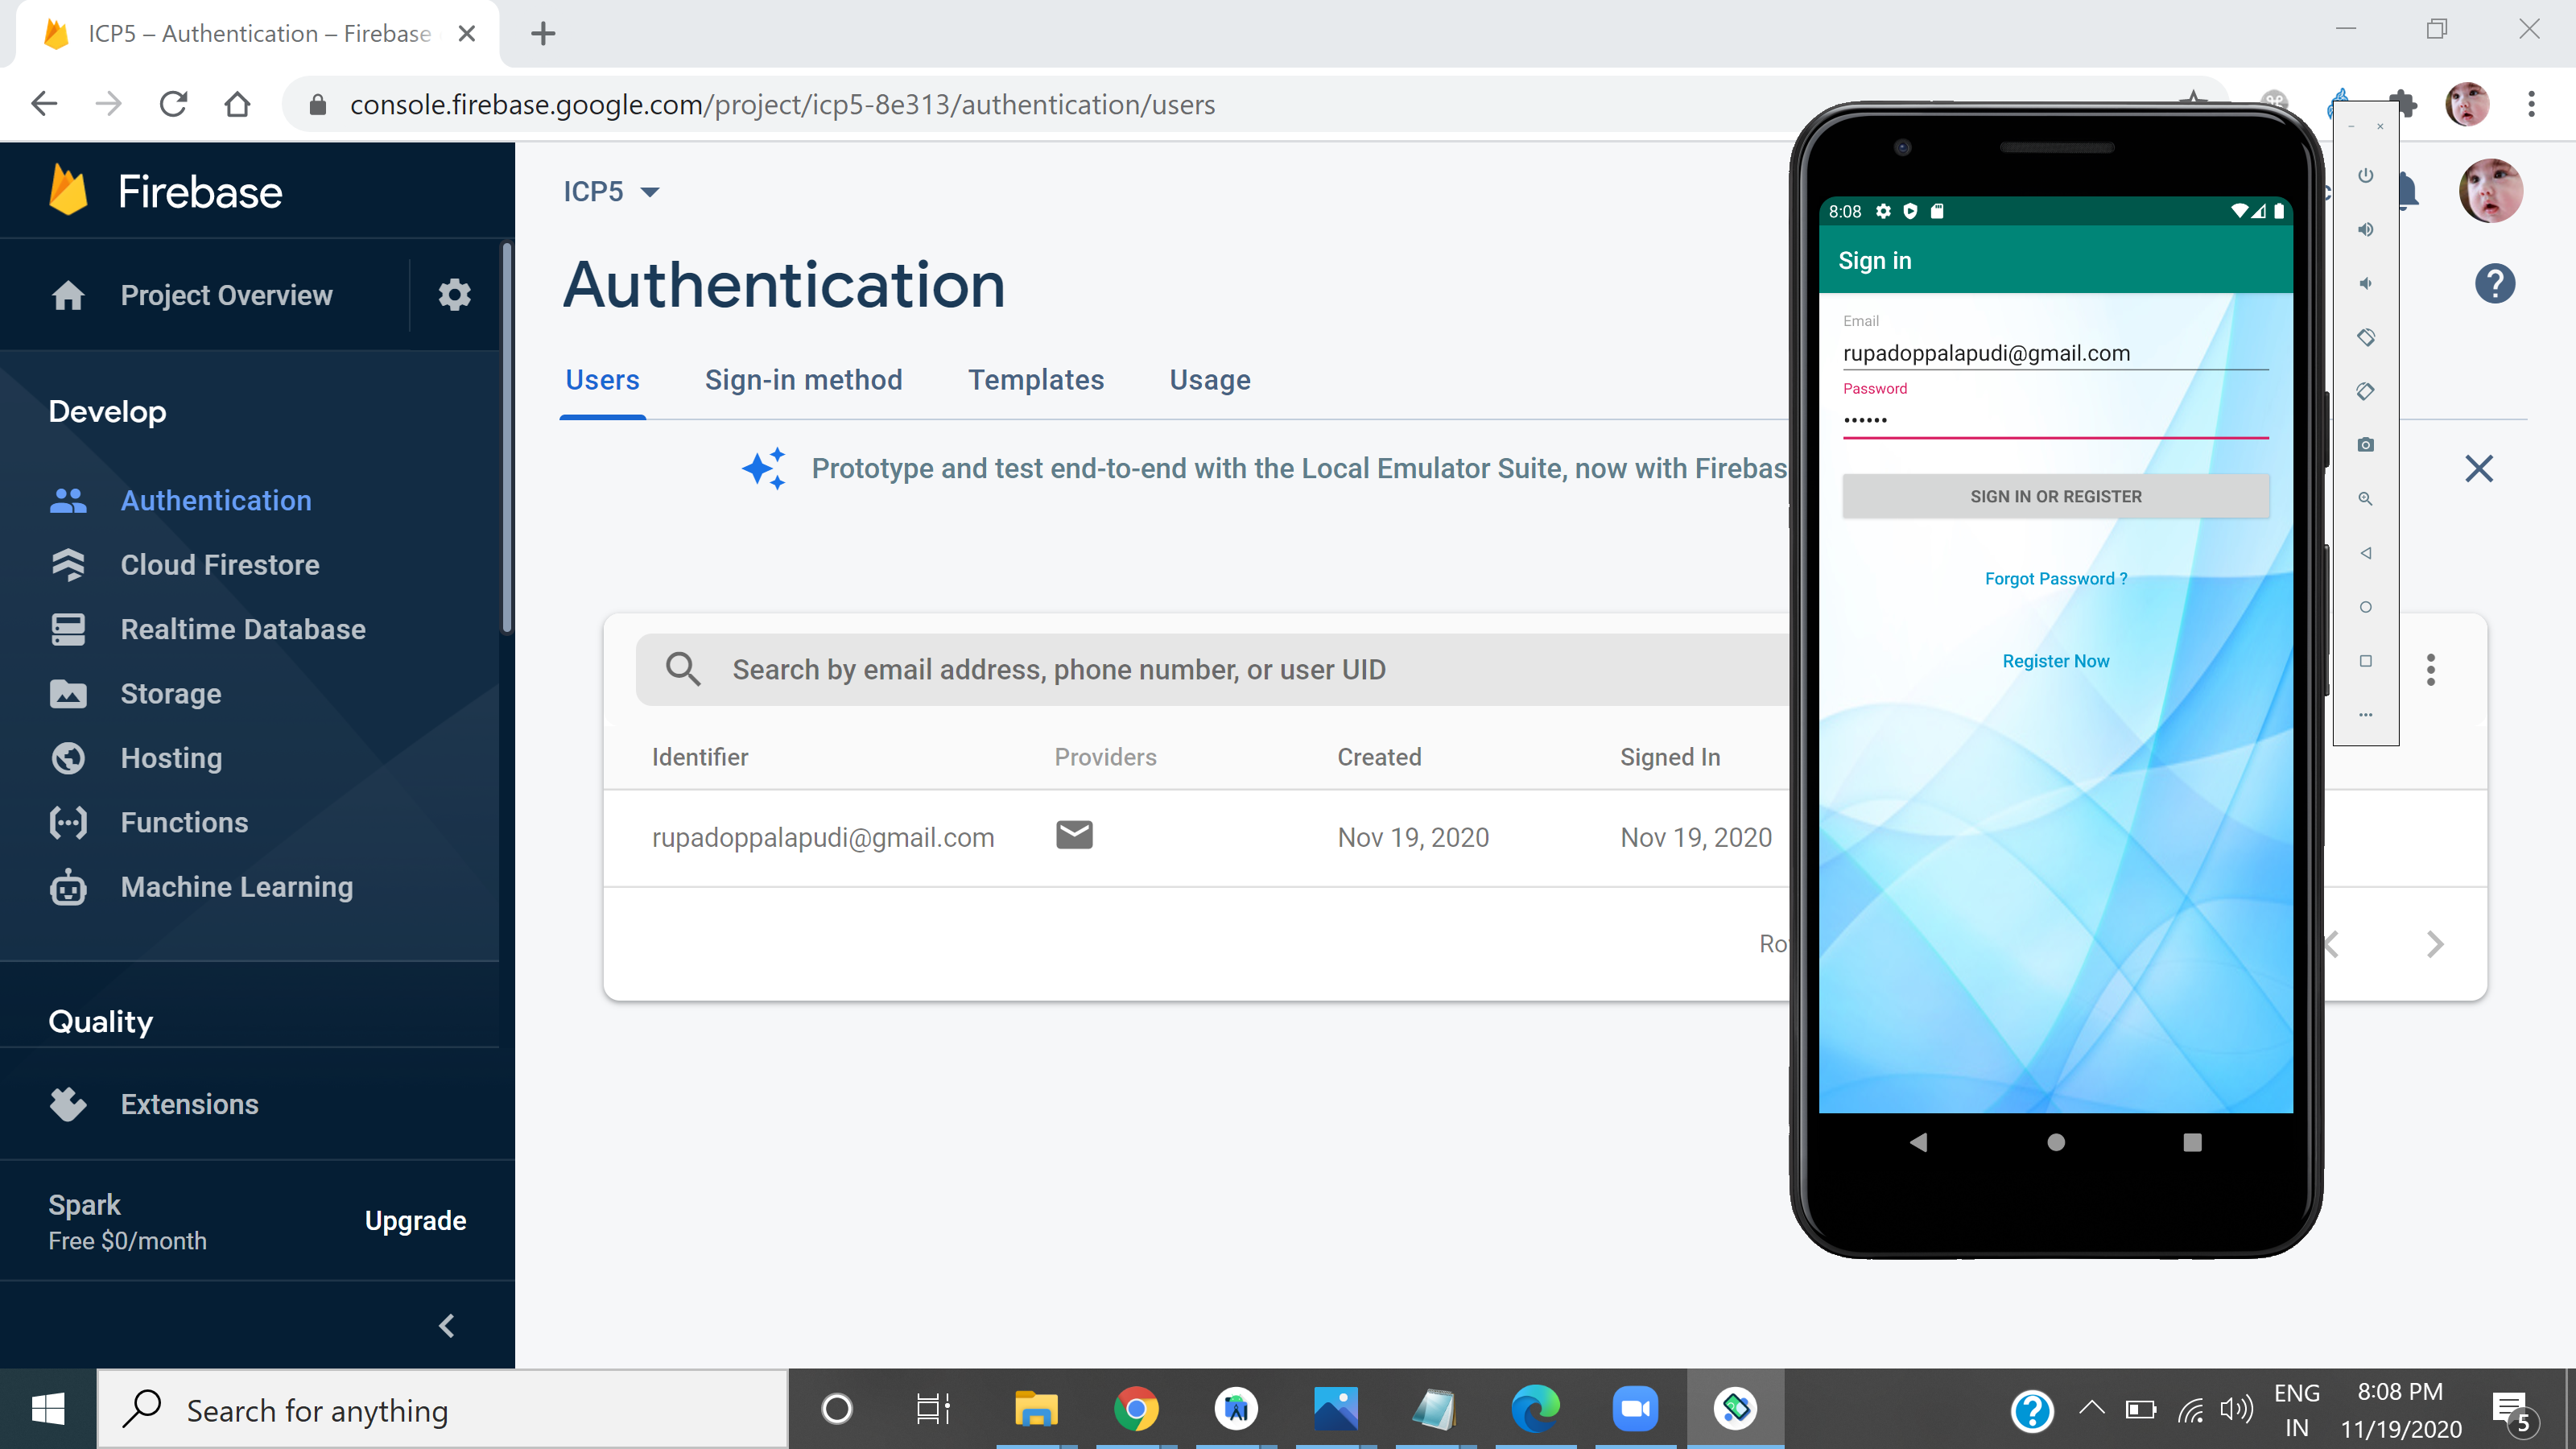 ICP5 – Authentication – Firebase
console.firebase.google.com/project/icp5-8e313/authentication/users
Firebase
Project Overview
Develop
Authentication
Cloud Firestore
Realtime Database
Storage
Hosting
Functions
Machine Learning
Quality
Extensions
Spark
Free $0/month
Upgrade
ICP5
Authentication
Users Sign-in method Templates Usage
Prototype and test end-to-end with the Local Emulator Suite, now with Firebas
Search by email address, phone number, or user UID
Identifier Providers Created Signed In
rupadoppalapudi@gmail.com Nov 19, 2020 Nov 19, 2020
Ro
8:08
Sign in
Email
rupadoppalapudi@gmail.com
Password
••••••
SIGN IN OR REGISTER
Forgot Password ?
Register Now
Search for anything
ENG
IN
8:08 PM
11/19/2020
5